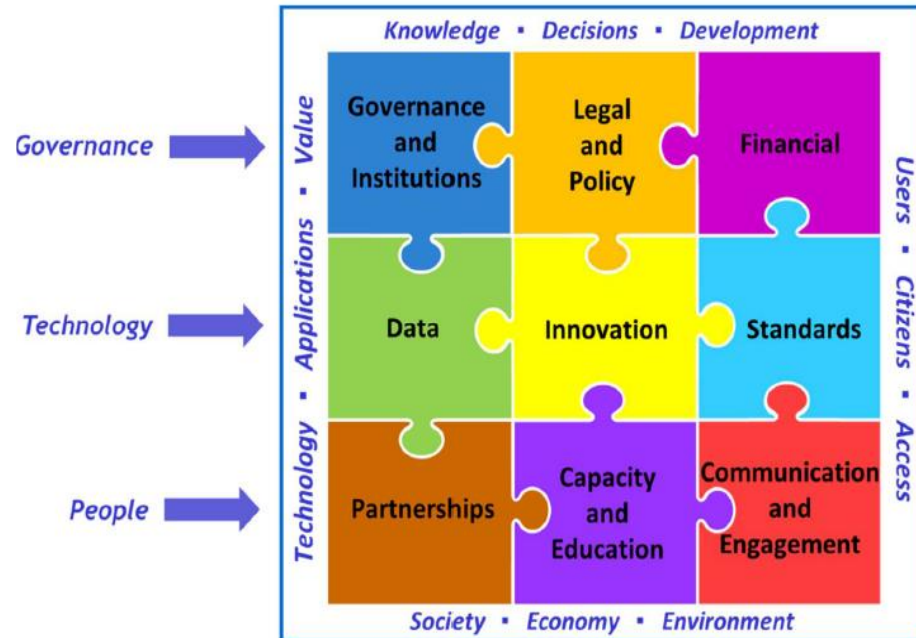 Knowledge ▪ Decisions ▪ Development
Governance
Technology
People
Technology ▪ Applications ▪ Value
Governance
and
Institutions
Legal
and
Policy
Financial
Data
Innovation
Standards
Partnerships
Capacity
and
Education
Communication
and
Engagement
Users ▪ Citizens ▪ Access
Society ▪ Economy ▪ Environment